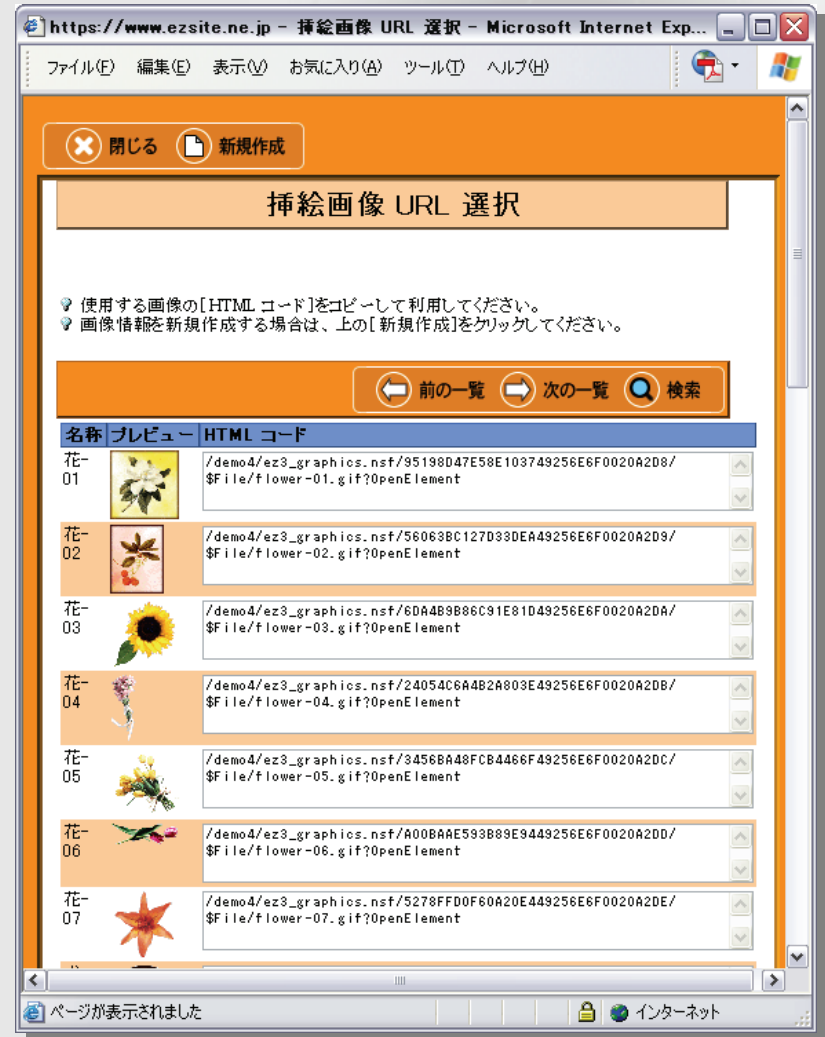 https://www.ezsite.ne.jp - 挿絵画像 URL 選択 - Microsoft Internet Exp...
ファイル(F) 編集(E) 表示(V) お気に入り(A) ツール(T) ヘルプ(H)
閉じる 新規作成
挿絵画像 URL 選択
使用する画像の[HTML コード]をコピーして利用してください。
画像情報を新規作成する場合は、上の[新規作成]をクリックしてください。
前の一覧 次の一覧 検索
名称 プレビュー HTML コード
花-01
/demo4/ez3_graphics.nsf/95198D47E58E103749256E6F0020A2D8/
$File/flower-01.gif?OpenElement
花-02
/demo4/ez3_graphics.nsf/56063BC127D33DEA49256E6F0020A2D9/
$File/flower-02.gif?OpenElement
花-03
/demo4/ez3_graphics.nsf/6DA4B9B86C91E81D49256E6F0020A2DA/
$File/flower-03.gif?OpenElement
花-04
/demo4/ez3_graphics.nsf/24054C6A4B2A803E49256E6F0020A2DB/
$File/flower-04.gif?OpenElement
花-05
/demo4/ez3_graphics.nsf/3456BA48FCB4466F49256E6F0020A2DC/
$File/flower-05.gif?OpenElement
花-06
/demo4/ez3_graphics.nsf/A00BAAE593B89E9449256E6F0020A2DD/
$File/flower-06.gif?OpenElement
花-07
/demo4/ez3_graphics.nsf/5278FFD0F60A20E449256E6F0020A2DE/
$File/flower-07.gif?OpenElement
ページが表示されました インターネット